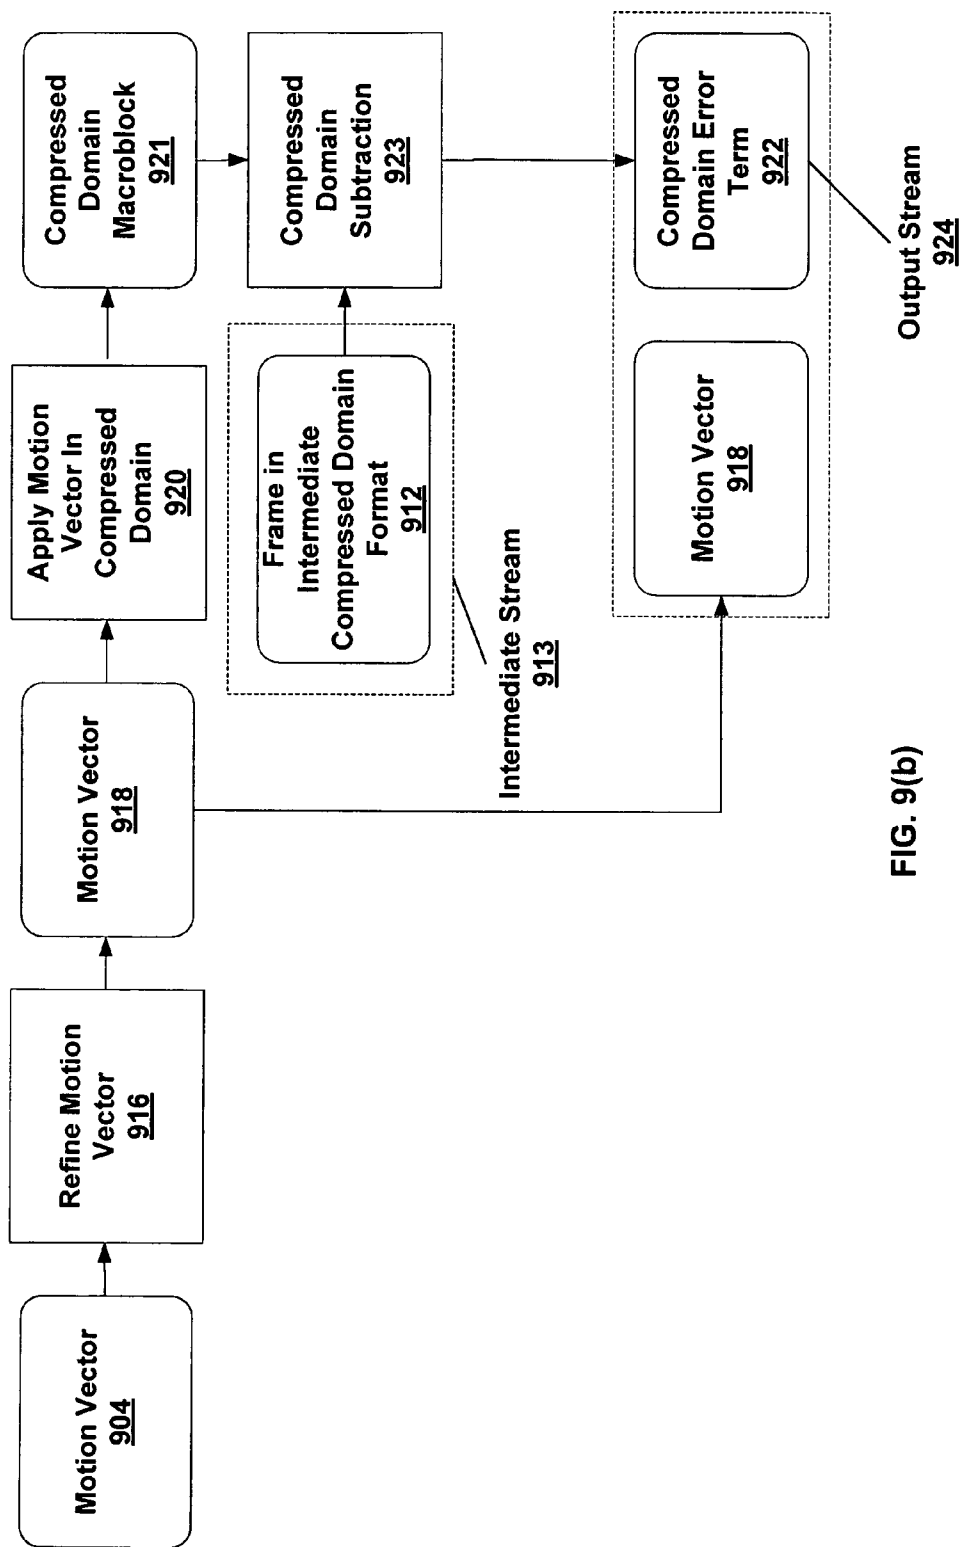 Motion Vector
904
Refine Motion
Vector
916
Motion Vector
918
Apply Motion
Vector In
Compressed
Domain
920
Compressed
Domain
Macroblock
921
Frame in
Intermediate
Compressed Domain
Format
912
Intermediate Stream
913
Compressed
Domain
Subtraction
923
Motion Vector
918
Compressed
Domain Error
Term
922
Output Stream
924
FIG. 9(b)